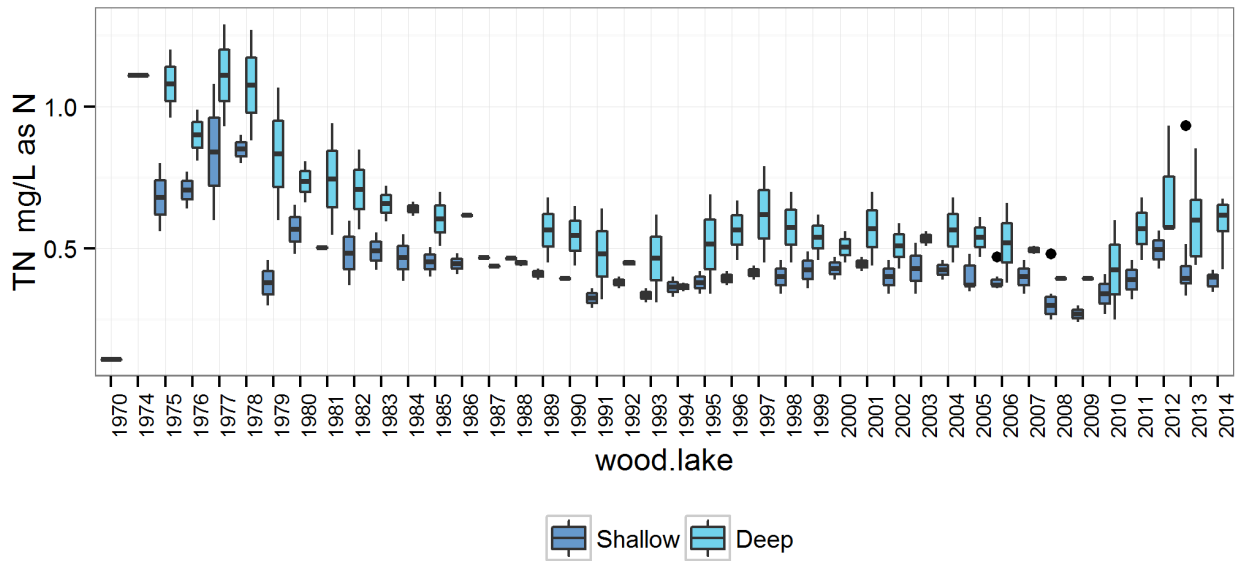 TN mg/L as N
1.0
0.5
1970 1974 1975 1976 1977 1978 1979 1980 1981 1982 1983 1984 1985 1986 1987 1988 1989 1990 1991 1992 1993 1994 1995 1996 1997 1998 1999 2000 2001 2002 2003 2004 2005 2006 2007 2008 2009 2010 2011 2012 2013 2014
wood.lake
Shallow Deep